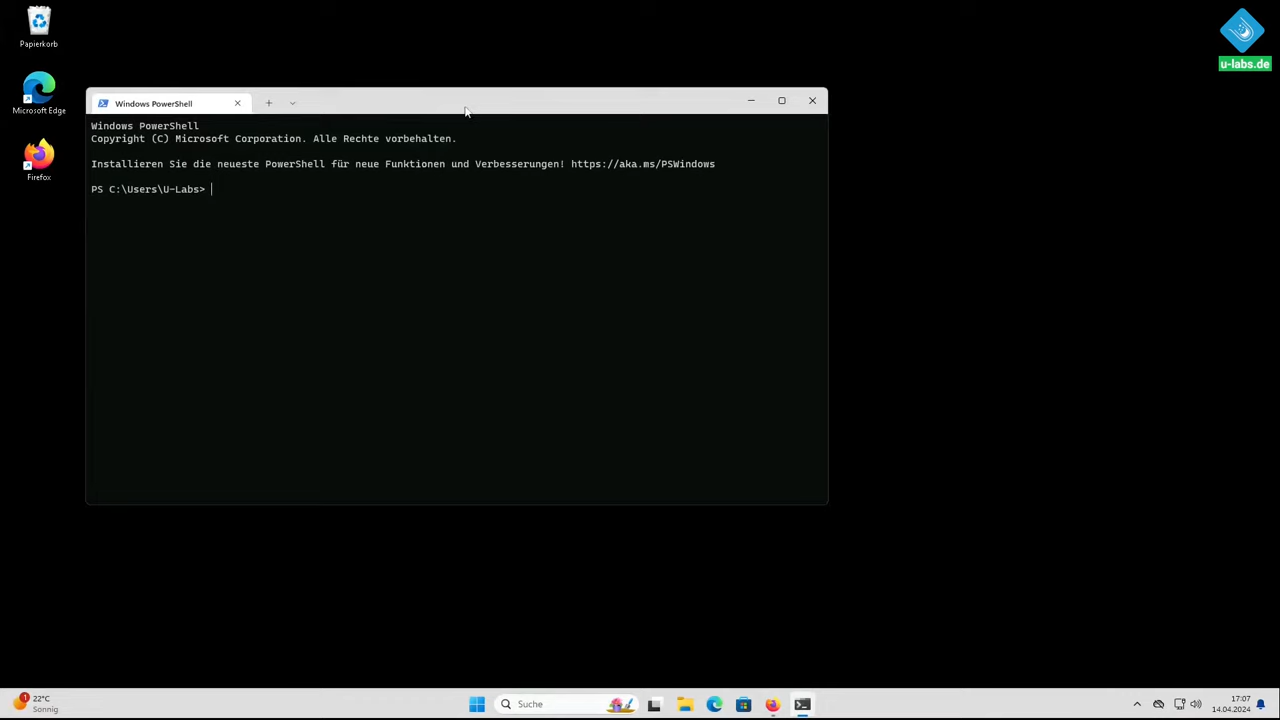 Papierkorb
Microsoft Edge
Firefox
u-labs.de
Windows PowerShell
Windows PowerShell
Copyright (C) Microsoft Corporation. Alle Rechte vorbehalten.
Installieren Sie die neueste PowerShell für neue Funktionen und Verbesserungen! https://aka.ms/PSWindows
PS C:\Users\U-Labs>
1
22°C
Sonnig
Suche
17:07
14.04.2024